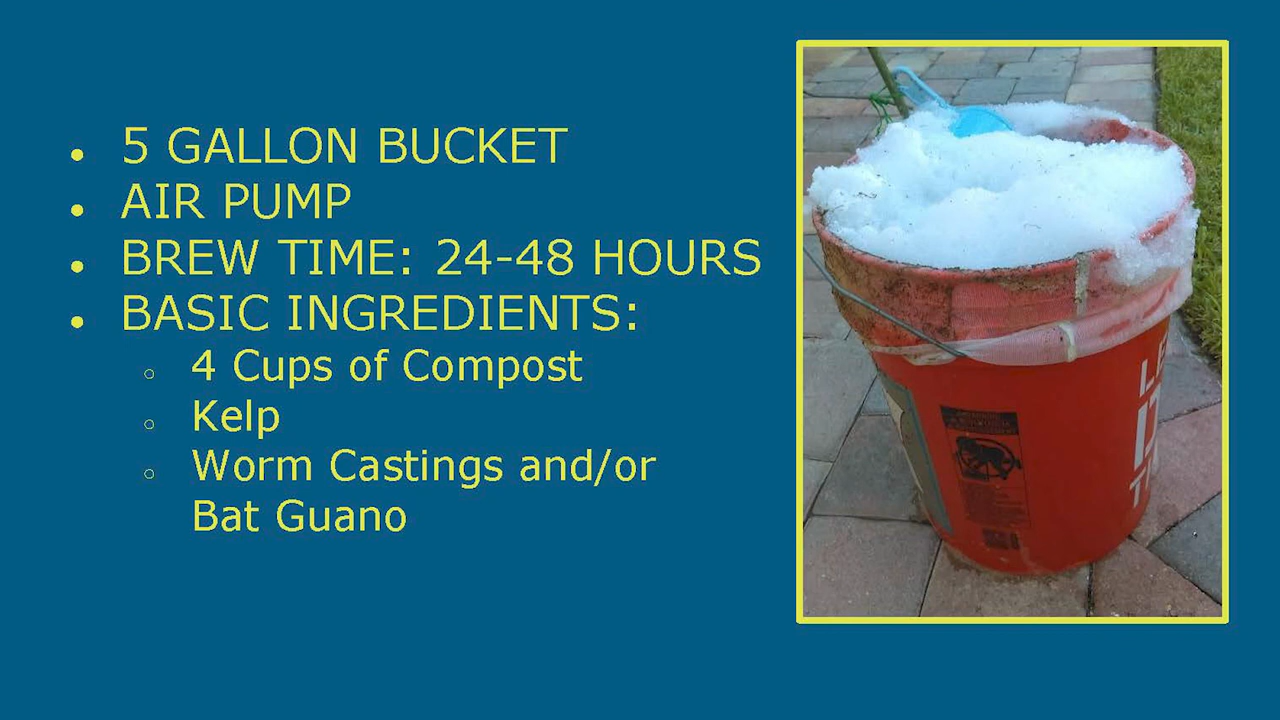 ● 5 GALLON BUCKET
● AIR PUMP
● BREW TIME: 24-48 HOURS
● BASIC INGREDIENTS:
○ 4 Cups of Compost
○ Kelp
○ Worm Castings and/or
Bat Guano